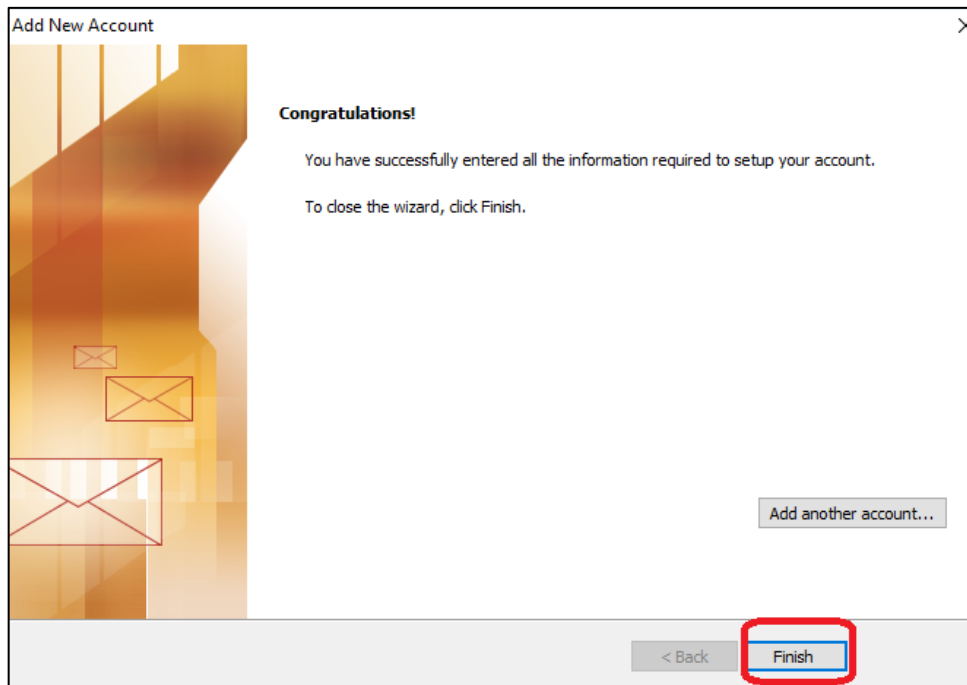 Add New Account
Congratulations!
You have successfully entered all the information required to setup your account.
To close the wizard, click Finish.
Add another account...
< Back
Finish